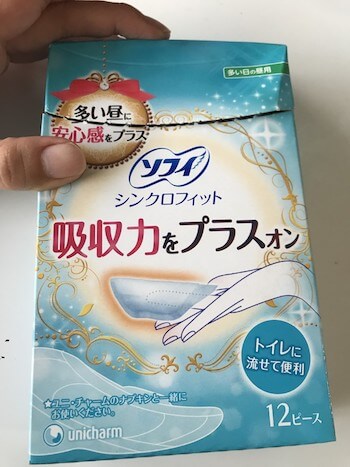 多い日の昼用
多い昼に
安心感をプラス
ソフィ
シンクロフィット
吸収力をプラスオン
トイレに
流せて便利
★ユニ・チャームのナプキンと一緒に
お使いください。
unicharm
12ピース